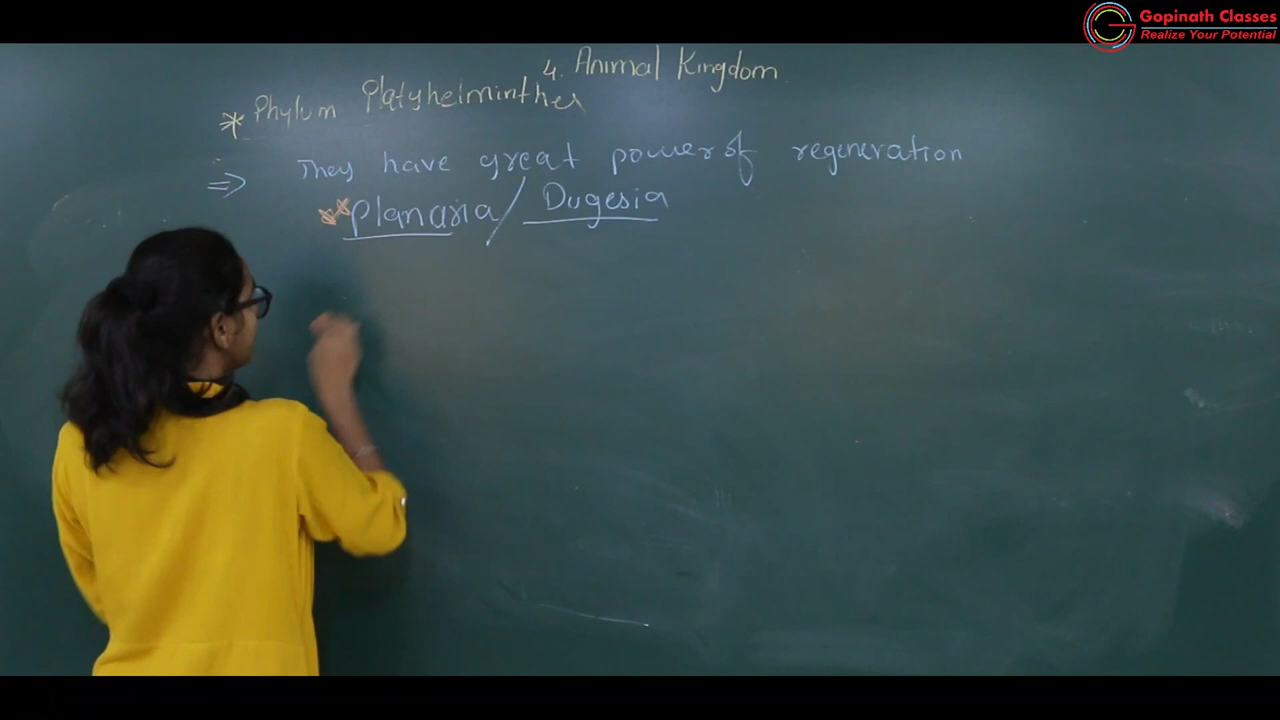 Gopinath Classes
Realize Your Potential
4. Animal Kingdom
* Phylum Platyhelminthes
⇒ They have great power of regeneration
** Planaria / Dugesia